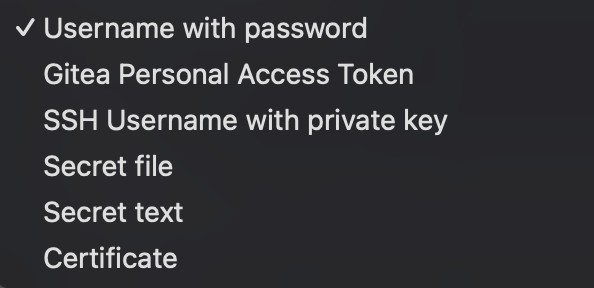 ✓ Username with password
Gitea Personal Access Token
SSH Username with private key
Secret file
Secret text
Certificate